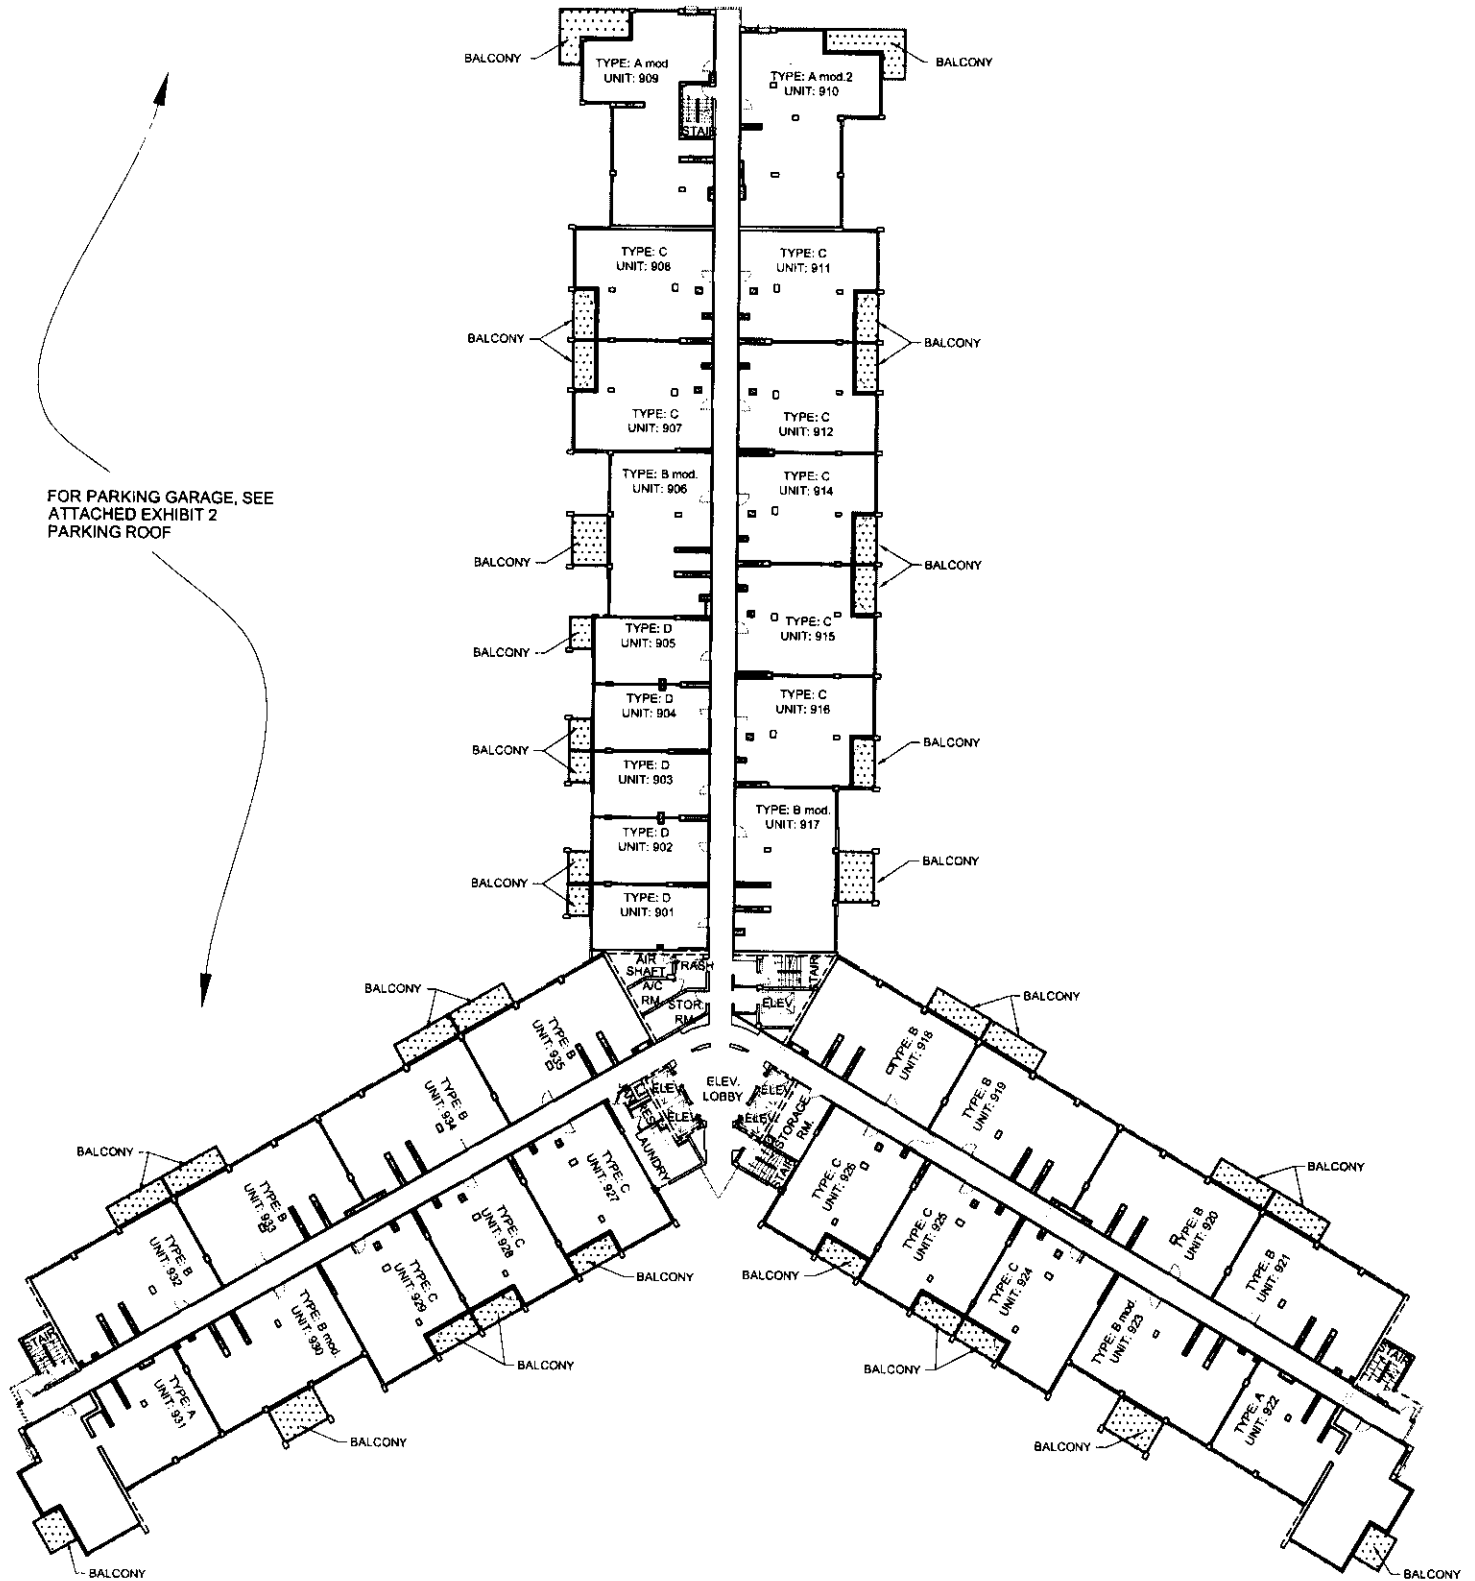 BALCONY
TYPE: A mod
UNIT: 909
TYPE: A mod.2
UNIT: 910
BALCONY
STAIR
TYPE: C
UNIT: 908
TYPE: C
UNIT: 911
BALCONY
BALCONY
TYPE: C
UNIT: 907
TYPE: C
UNIT: 912
TYPE: B mod.
UNIT: 906
TYPE: C
UNIT: 914
FOR PARKING GARAGE, SEE
ATTACHED EXHIBIT 2
PARKING ROOF
BALCONY
BALCONY
TYPE: D
UNIT: 905
TYPE: C
UNIT: 915
BALCONY
TYPE: D
UNIT: 904
TYPE: C
UNIT: 916
BALCONY
BALCONY
TYPE: D
UNIT: 903
TYPE: B mod.
UNIT: 917
TYPE: D
UNIT: 902
BALCONY
BALCONY
TYPE: D
UNIT: 901
AIR
SHAFT
TRASH
STAIR
A/C
RM.
STOR.
RM.
ELEV.
BALCONY
BALCONY
TYPE: B
UNIT: 935
TYPE: B
UNIT: 918
ELEV.
LOBBY
ELEV.
ELEV.
ELEV.
ELEV.
TYPE: B
UNIT: 934
TYPE: B
UNIT: 919
LAUNDRY
STORAGE
RM.
STAIR
BALCONY
BALCONY
TYPE: C
UNIT: 927
TYPE: C
UNIT: 926
TYPE: B
UNIT: 933
TYPE: C
UNIT: 928
TYPE: C
UNIT: 925
TYPE: B
UNIT: 920
TYPE: B
UNIT: 932
TYPE: C
UNIT: 929
TYPE: C
UNIT: 924
TYPE: B
UNIT: 921
BALCONY
BALCONY
STAIR
TYPE: B mod.
UNIT: 930
TYPE: B mod.
UNIT: 923
STAIR
BALCONY
BALCONY
TYPE: A
UNIT: 931
TYPE: A
UNIT: 922
BALCONY
BALCONY
BALCONY
BALCONY